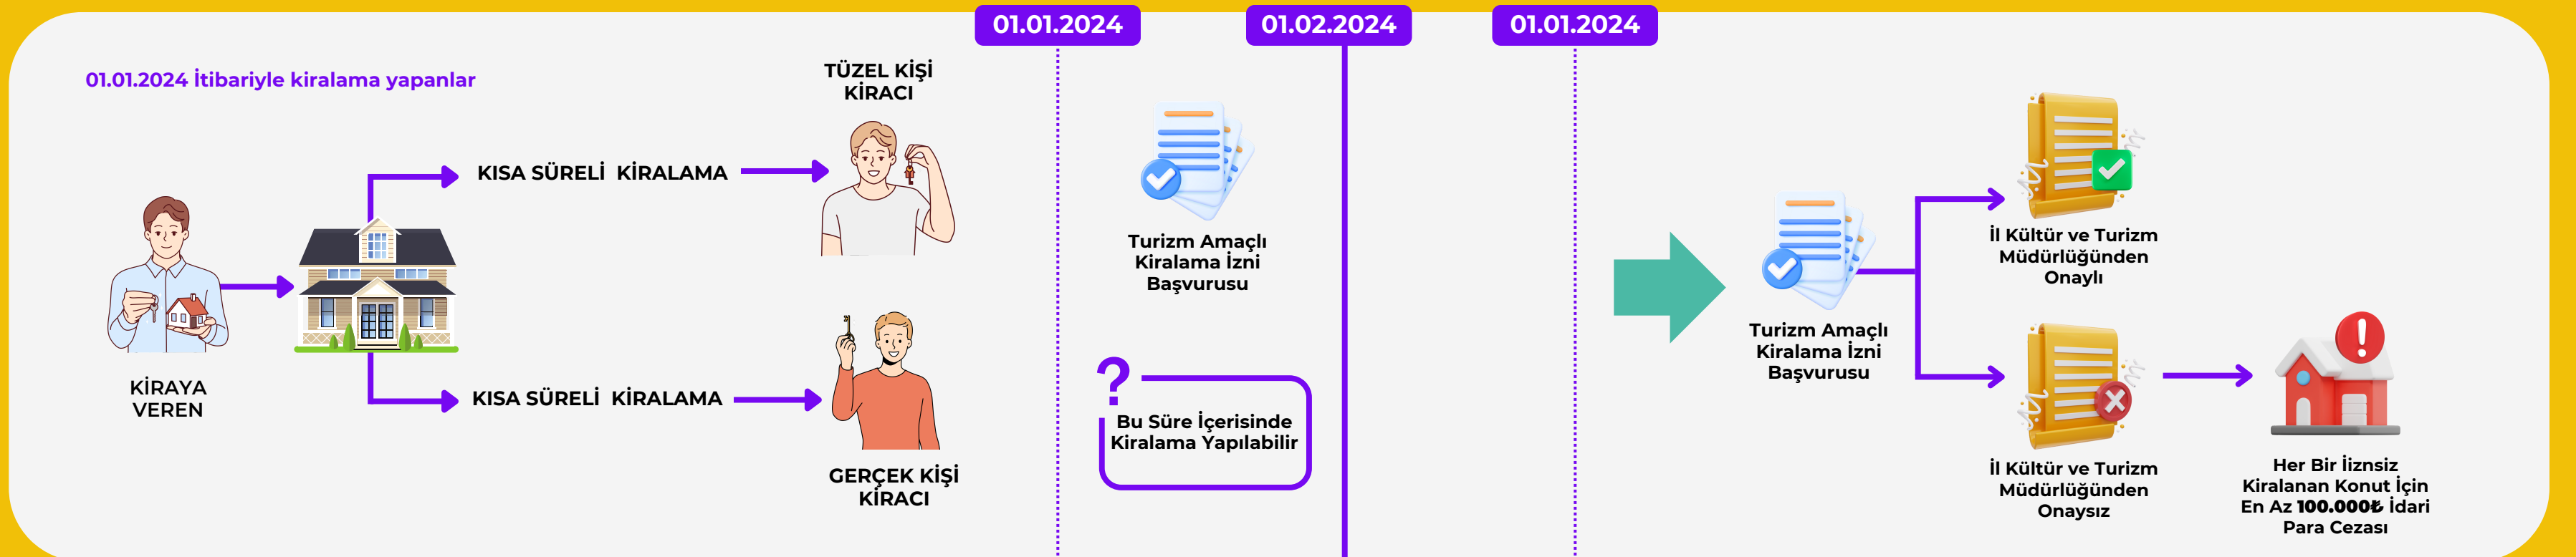 01.01.2024
01.02.2024
01.01.2024
01.01.2024 İtibariyle kiralama yapanlar
KİRAYA
VEREN
KISA SÜRELİ KİRALAMA
TÜZEL KİŞİ
KİRACI
KISA SÜRELİ KİRALAMA
GERÇEK KİŞİ
KİRACI
Turizm Amaçlı
Kiralama İzni
Başvurusu
?
Bu Süre İçerisinde
Kiralama Yapılabilir
Turizm Amaçlı
Kiralama İzni
Başvurusu
İl Kültür ve Turizm
Müdürlüğünden
Onaylı
İl Kültür ve Turizm
Müdürlüğünden
Onaysız
Her Bir İiznsiz
Kiralanan Konut İçin
En Az 100.000₺ İdari
Para Cezası